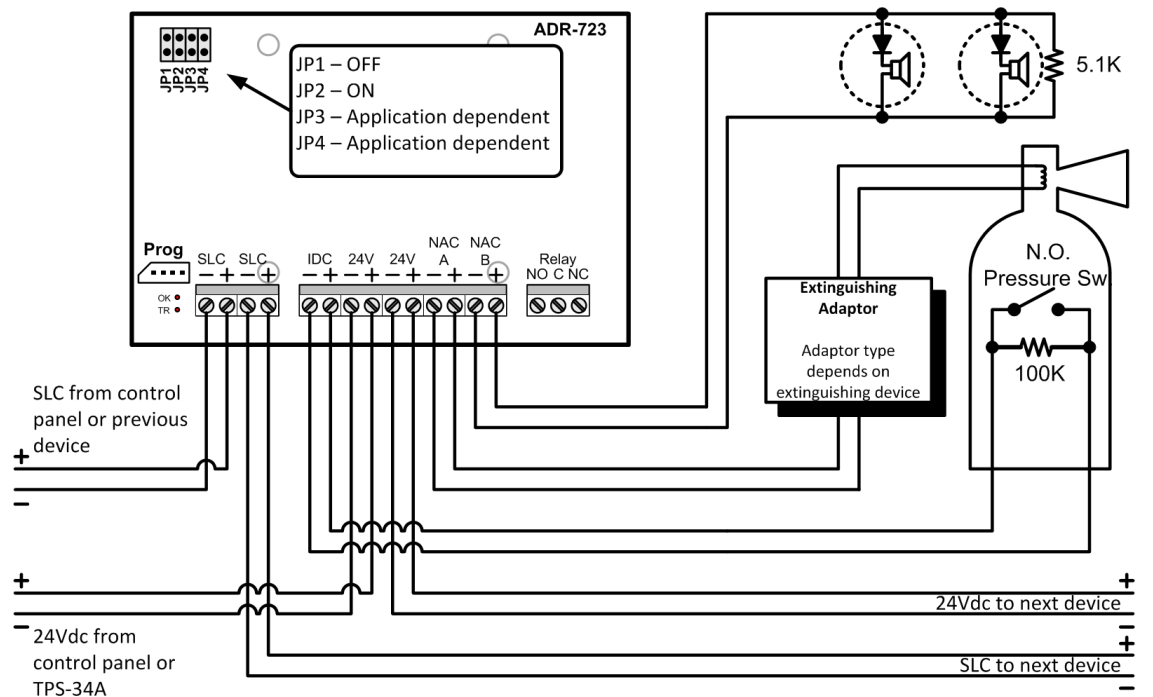 ADR-723
JP1
JP2
JP3
JP4
JP1 – OFF
JP2 – ON
JP3 – Application dependent
JP4 – Application dependent
5.1K
Prog
OK
TR
SLC
SLC
– + – +
IDC
24V
24V
NAC
A
NAC
B
– + – + – + – + – +
Relay
NO C NC
N.O.
Pressure Sw.
100K
Extinguishing
Adaptor
Adaptor type
depends on
extinguishing device
SLC from control
panel or previous
device
+
–
+
–
24Vdc from
control panel or
TPS-34A
+
24Vdc to next device
–
+
SLC to next device
–